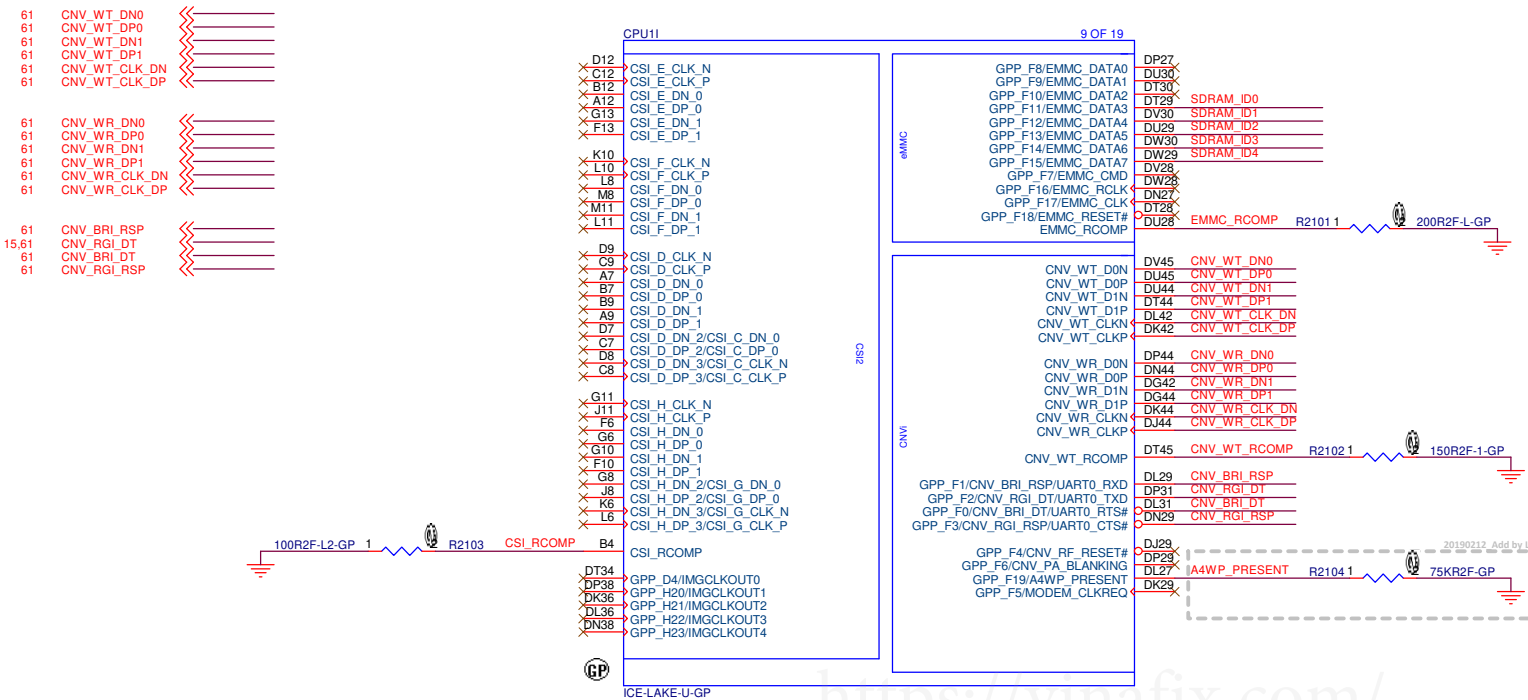 61 CNV_WT_DN0
61 CNV_WT_DP0
61 CNV_WT_DN1
61 CNV_WT_DP1
61 CNV_WT_CLK_DN
61 CNV_WT_CLK_DP
61 CNV_WR_DN0
61 CNV_WR_DP0
61 CNV_WR_DN1
61 CNV_WR_DP1
61 CNV_WR_CLK_DN
61 CNV_WR_CLK_DP
61 CNV_BRI_RSP
15,61 CNV_RGI_DT
61 CNV_BRI_DT
61 CNV_RGI_RSP
CPU1I
9 OF 19
D12 CSI_E_CLK_N
C12 CSI_E_CLK_P
B12 CSI_E_DN_0
A12 CSI_E_DP_0
G13 CSI_E_DN_1
F13 CSI_E_DP_1
K10 CSI_F_CLK_N
L10 CSI_F_CLK_P
L8 CSI_F_DN_0
M8 CSI_F_DP_0
M11 CSI_F_DN_1
L11 CSI_F_DP_1
D9 CSI_D_CLK_N
C9 CSI_D_CLK_P
A7 CSI_D_DN_0
B7 CSI_D_DP_0
B9 CSI_D_DN_1
A9 CSI_D_DP_1
D7 CSI_D_DN_2/CSI_C_DN_0
C7 CSI_D_DP_2/CSI_C_DP_0
D8 CSI_D_DN_3/CSI_C_CLK_N
C8 CSI_D_DP_3/CSI_C_CLK_P
G11 CSI_H_CLK_N
J11 CSI_H_CLK_P
F6 CSI_H_DN_0
G6 CSI_H_DP_0
G10 CSI_H_DN_1
F10 CSI_H_DP_1
G8 CSI_H_DN_2/CSI_G_DN_0
J8 CSI_H_DP_2/CSI_G_DP_0
K6 CSI_H_DN_3/CSI_G_CLK_N
L6 CSI_H_DP_3/CSI_G_CLK_P
100R2F-L2-GP 1 2 R2103 CSI_RCOMP B4 CSI_RCOMP
DT34 GPP_D4/IMGCLKOUT0
DP38 GPP_H20/IMGCLKOUT1
DK36 GPP_H21/IMGCLKOUT2
DL36 GPP_H22/IMGCLKOUT3
DN38 GPP_H23/IMGCLKOUT4
CSI2
GP
ICE-LAKE-U-GP
eMMC
GPP_F8/EMMC_DATA0 DP27
GPP_F9/EMMC_DATA1 DU30
GPP_F10/EMMC_DATA2 DT30
GPP_F11/EMMC_DATA3 DT29 SDRAM_ID0
GPP_F12/EMMC_DATA4 DV30 SDRAM_ID1
GPP_F13/EMMC_DATA5 DU29 SDRAM_ID2
GPP_F14/EMMC_DATA6 DW30 SDRAM_ID3
GPP_F15/EMMC_DATA7 DW29 SDRAM_ID4
GPP_F7/EMMC_CMD DV28
GPP_F16/EMMC_RCLK DW28
GPP_F17/EMMC_CLK DN27
GPP_F18/EMMC_RESET# DT28
EMMC_RCOMP DU28 EMMC_RCOMP R2101 1 2 200R2F-L-GP
CNVi
CNV_WT_D0N DV45 CNV_WT_DN0
CNV_WT_D0P DU45 CNV_WT_DP0
CNV_WT_D1N DU44 CNV_WT_DN1
CNV_WT_D1P DT44 CNV_WT_DP1
CNV_WT_CLKN DL42 CNV_WT_CLK_DN
CNV_WT_CLKP DK42 CNV_WT_CLK_DP
CNV_WR_D0N DP44 CNV_WR_DN0
CNV_WR_D0P DN44 CNV_WR_DP0
CNV_WR_D1N DG42 CNV_WR_DN1
CNV_WR_D1P DG44 CNV_WR_DP1
CNV_WR_CLKN DK44 CNV_WR_CLK_DN
CNV_WR_CLKP DJ44 CNV_WR_CLK_DP
CNV_WT_RCOMP DT45 CNV_WT_RCOMP R2102 1 2 150R2F-1-GP
GPP_F1/CNV_BRI_RSP/UART0_RXD DL29 CNV_BRI_RSP
GPP_F2/CNV_RGI_DT/UART0_TXD DP31 CNV_RGI_DT
GPP_F0/CNV_BRI_DT/UART0_RTS# DL31 CNV_BRI_DT
GPP_F3/CNV_RGI_RSP/UART0_CTS# DN29 CNV_RGI_RSP
GPP_F4/CNV_RF_RESET# DJ29
GPP_F6/CNV_PA_BLANKING DP29
GPP_F19/A4WP_PRESENT DL27 A4WP_PRESENT R2104 1 2 75KR2F-GP
GPP_F5/MODEM_CLKREQ DK29
20190212 Add by L
https://vinafix.com/